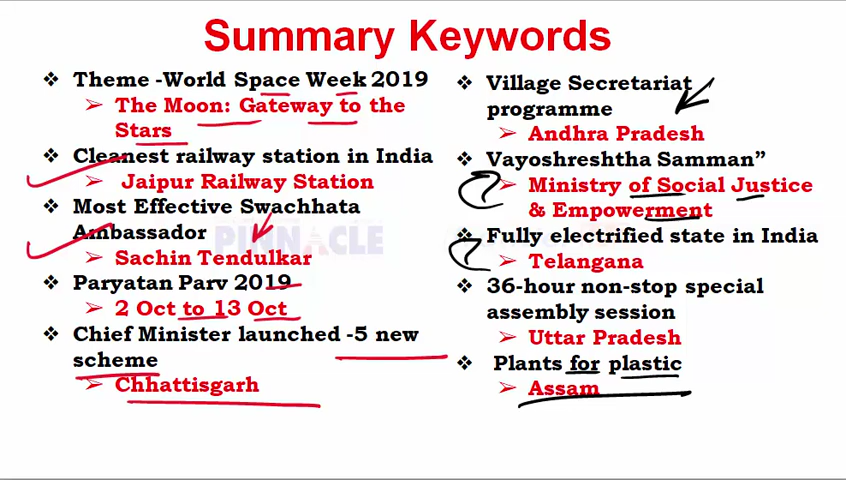 Summary Keywords
❖ Theme -World Space Week 2019
➢ The Moon: Gateway to the
Stars
❖ Cleanest railway station in India
➢ Jaipur Railway Station
❖ Most Effective Swachhata
Ambassador
➢ Sachin Tendulkar
❖ Paryatan Parv 2019
➢ 2 Oct to 13 Oct
❖ Chief Minister launched -5 new
scheme
➢ Chhattisgarh
❖ Village Secretariat
programme
➢ Andhra Pradesh
❖ Vayoshreshtha Samman”
➢ Ministry of Social Justice
& Empowerment
❖ Fully electrified state in India
➢ Telangana
❖ 36-hour non-stop special
assembly session
➢ Uttar Pradesh
❖ Plants for plastic
➢ Assam
PINNACLE